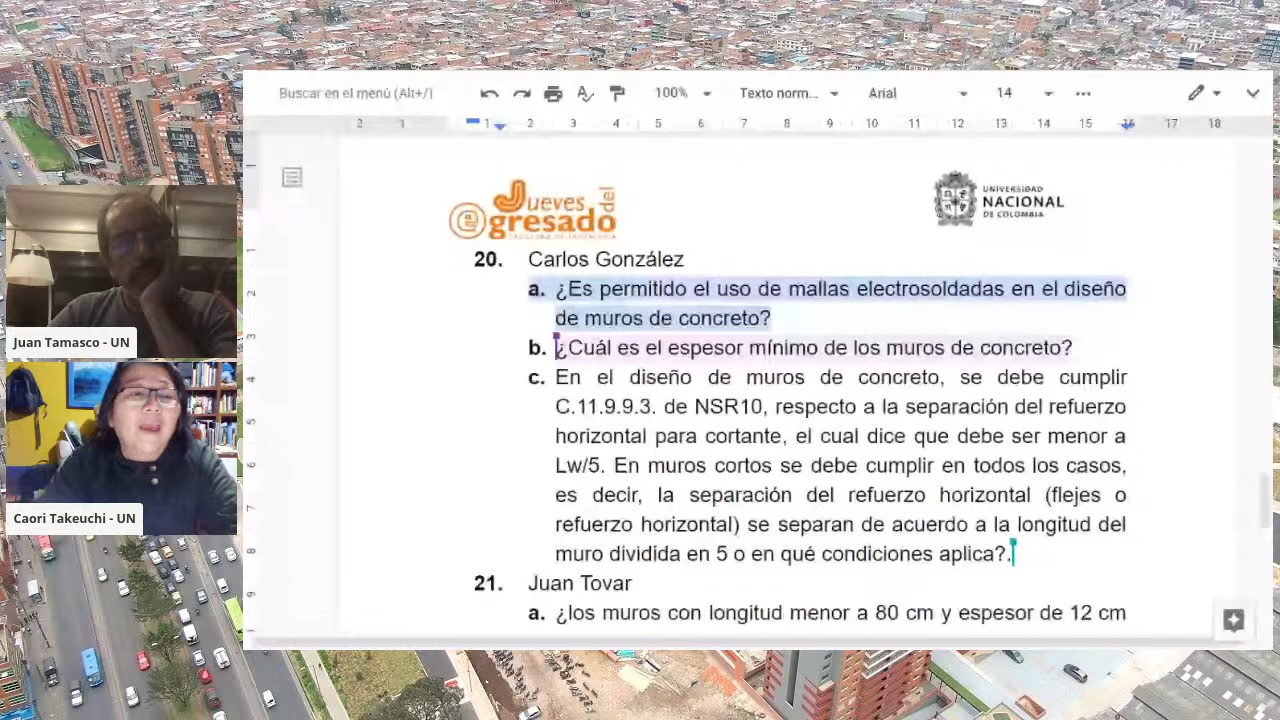 Buscar en el menú (Alt+/)
100%
Texto norm...
Arial
14
2 1 1 2 3 4 5 6 7 8 9 10 11 12 13 14 15 16 17 18
Jueves del
@gresado
UNIVERSIDAD
NACIONAL
DE COLOMBIA
20. Carlos González
a. ¿Es permitido el uso de mallas electrosoldadas en el diseño
de muros de concreto?
b. ¿Cuál es el espesor mínimo de los muros de concreto?
c. En el diseño de muros de concreto, se debe cumplir
C.11.9.9.3. de NSR10, respecto a la separación del refuerzo
horizontal para cortante, el cual dice que debe ser menor a
Lw/5. En muros cortos se debe cumplir en todos los casos,
es decir, la separación del refuerzo horizontal (flejes o
refuerzo horizontal) se separan de acuerdo a la longitud del
muro dividida en 5 o en qué condiciones aplica?.
21. Juan Tovar
a. ¿los muros con longitud menor a 80 cm y espesor de 12 cm
Juan Tamasco - UN
Caori Takeuchi - UN